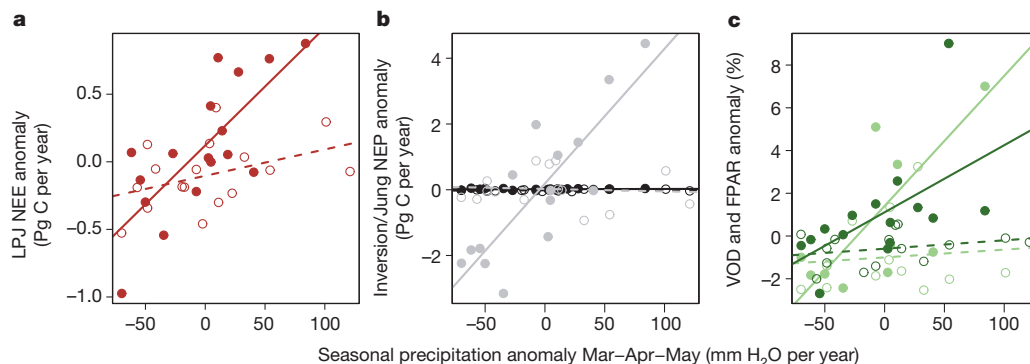 a
b
c
LPJ NEE anomaly
(Pg C per year)
0.5
0.0
−0.5
−1.0
−50 0 50 100
Inversion/Jung NEP anomaly
(Pg C per year)
4
2
0
−2
−50 0 50 100
VOD and FPAR anomaly (%)
8
6
4
2
0
−2
−50 0 50 100
Seasonal precipitation anomaly Mar–Apr–May (mm H₂O per year)